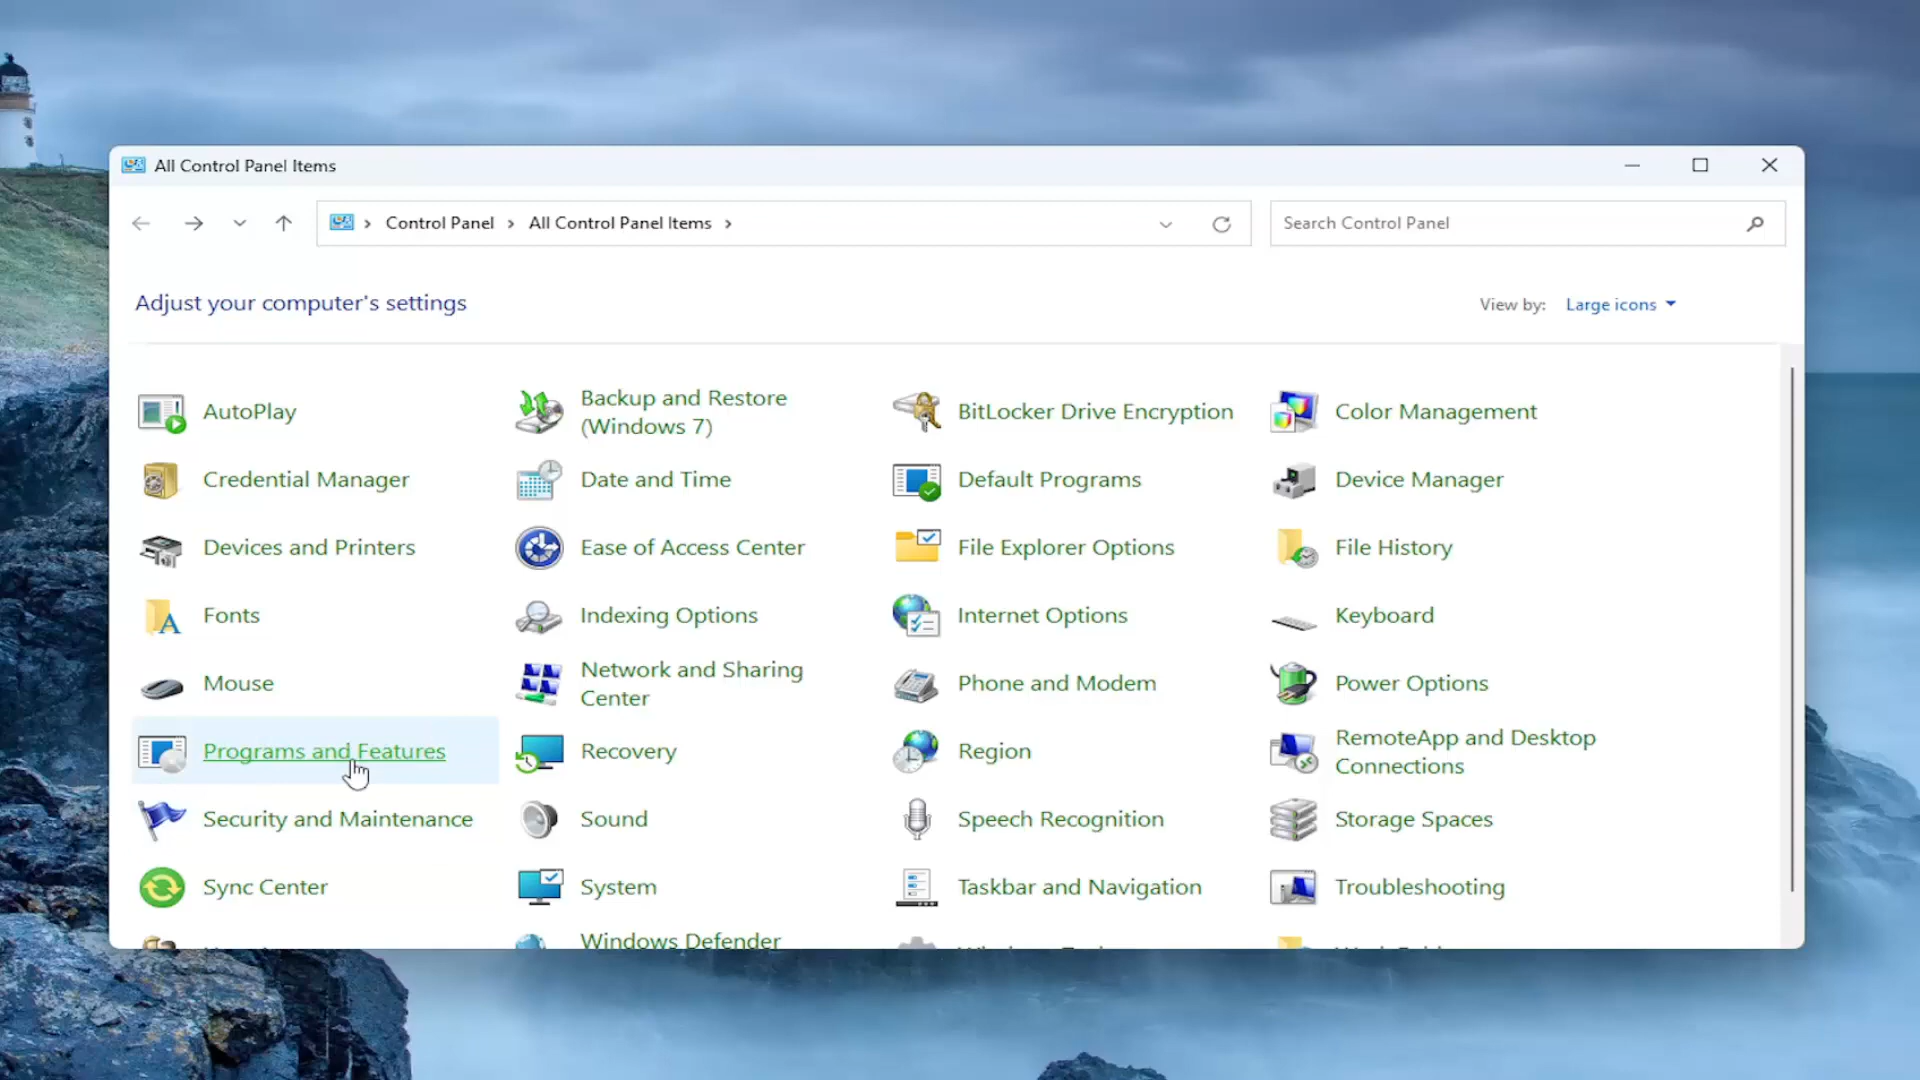 All Control Panel Items
Control Panel
All Control Panel Items
Search Control Panel
Adjust your computer's settings
View by:
Large icons
AutoPlay
Backup and Restore
(Windows 7)
BitLocker Drive Encryption
Color Management
Credential Manager
Date and Time
Default Programs
Device Manager
Devices and Printers
Ease of Access Center
File Explorer Options
File History
Fonts
Indexing Options
Internet Options
Keyboard
Mouse
Network and Sharing
Center
Phone and Modem
Power Options
Programs and Features
Recovery
Region
RemoteApp and Desktop
Connections
Security and Maintenance
Sound
Speech Recognition
Storage Spaces
Sync Center
System
Taskbar and Navigation
Troubleshooting
Windows Defender